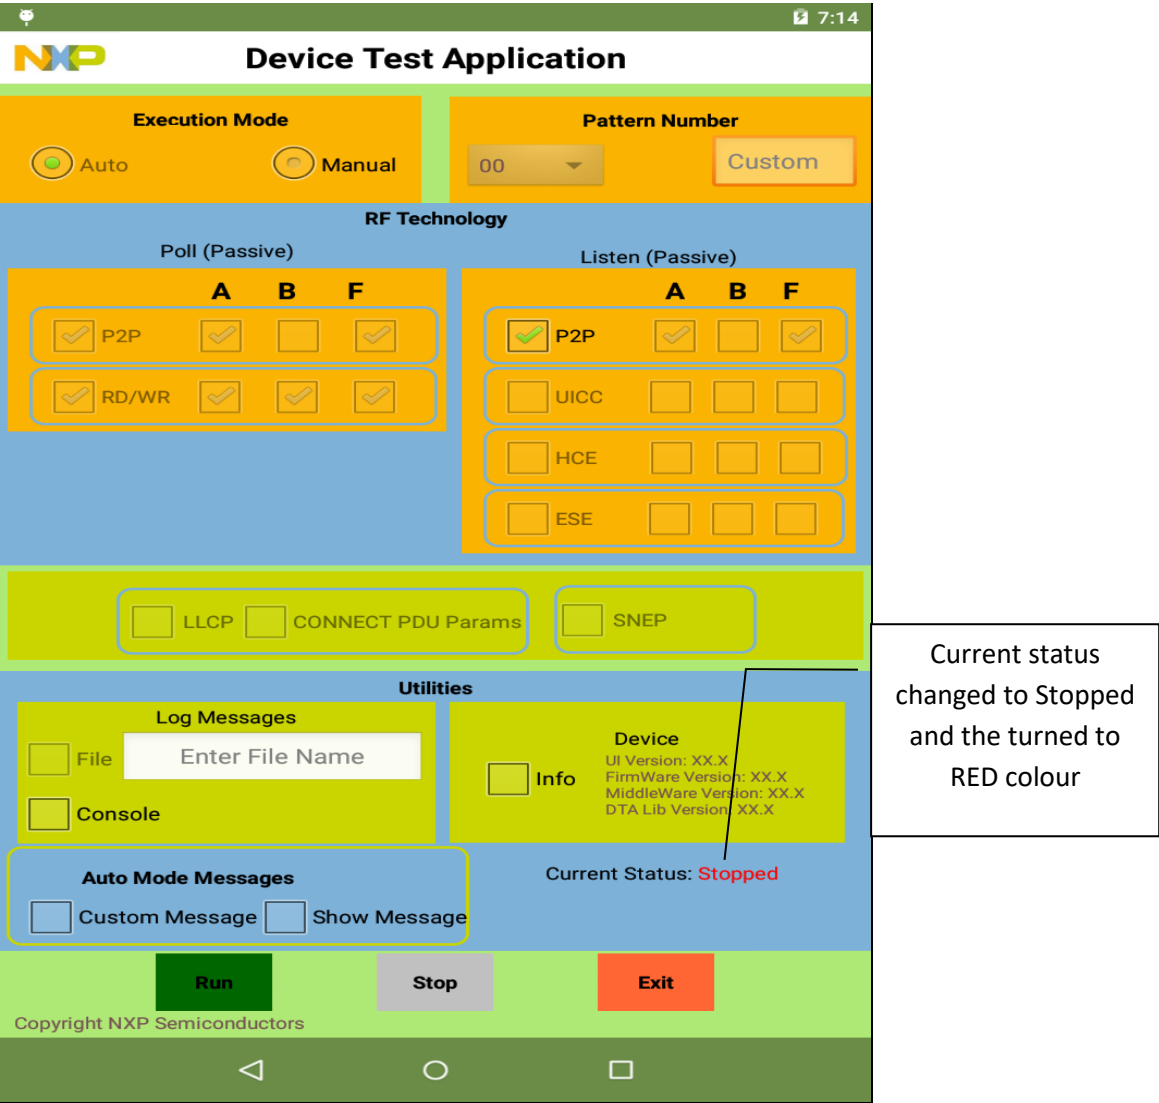 7:14
NXP
Device Test Application
Execution Mode
Auto
Manual
Pattern Number
00
Custom
RF Technology
Poll (Passive)
A B F
P2P
RD/WR
Listen (Passive)
A B F
P2P
UICC
HCE
ESE
LLCP
CONNECT PDU Params
SNEP
Utilities
Log Messages
File
Enter File Name
Console
Device
Info
UI Version: XX.X
FirmWare Version: XX.X
MiddleWare Version: XX.X
DTA Lib Version: XX.X
Auto Mode Messages
Custom Message
Show Message
Current Status: Stopped
Run
Stop
Exit
Copyright NXP Semiconductors
Current status
changed to Stopped
and the turned to
RED colour